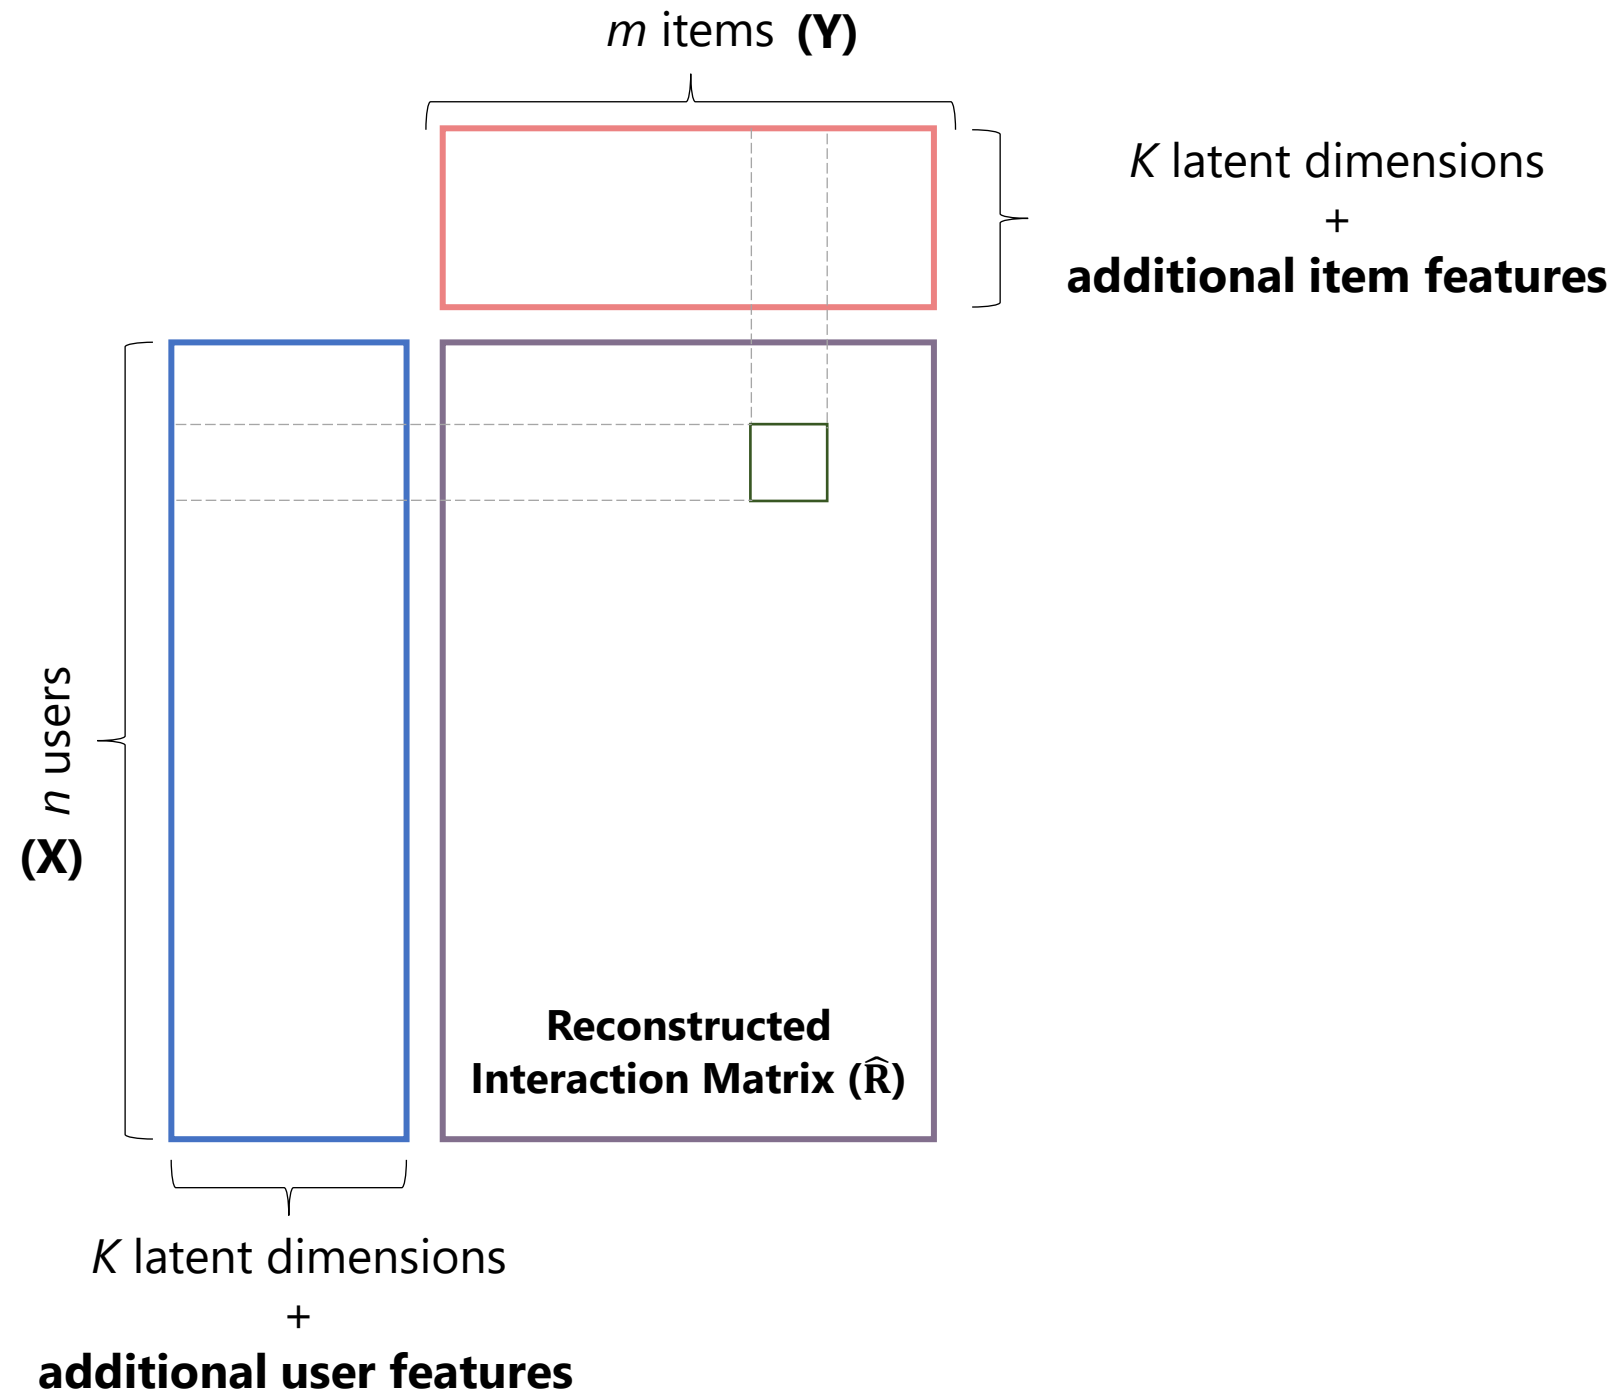 m items (Y)
K latent dimensions
+
additional item features
n users
(X)
Reconstructed
Interaction Matrix (R̂)
K latent dimensions
+
additional user features